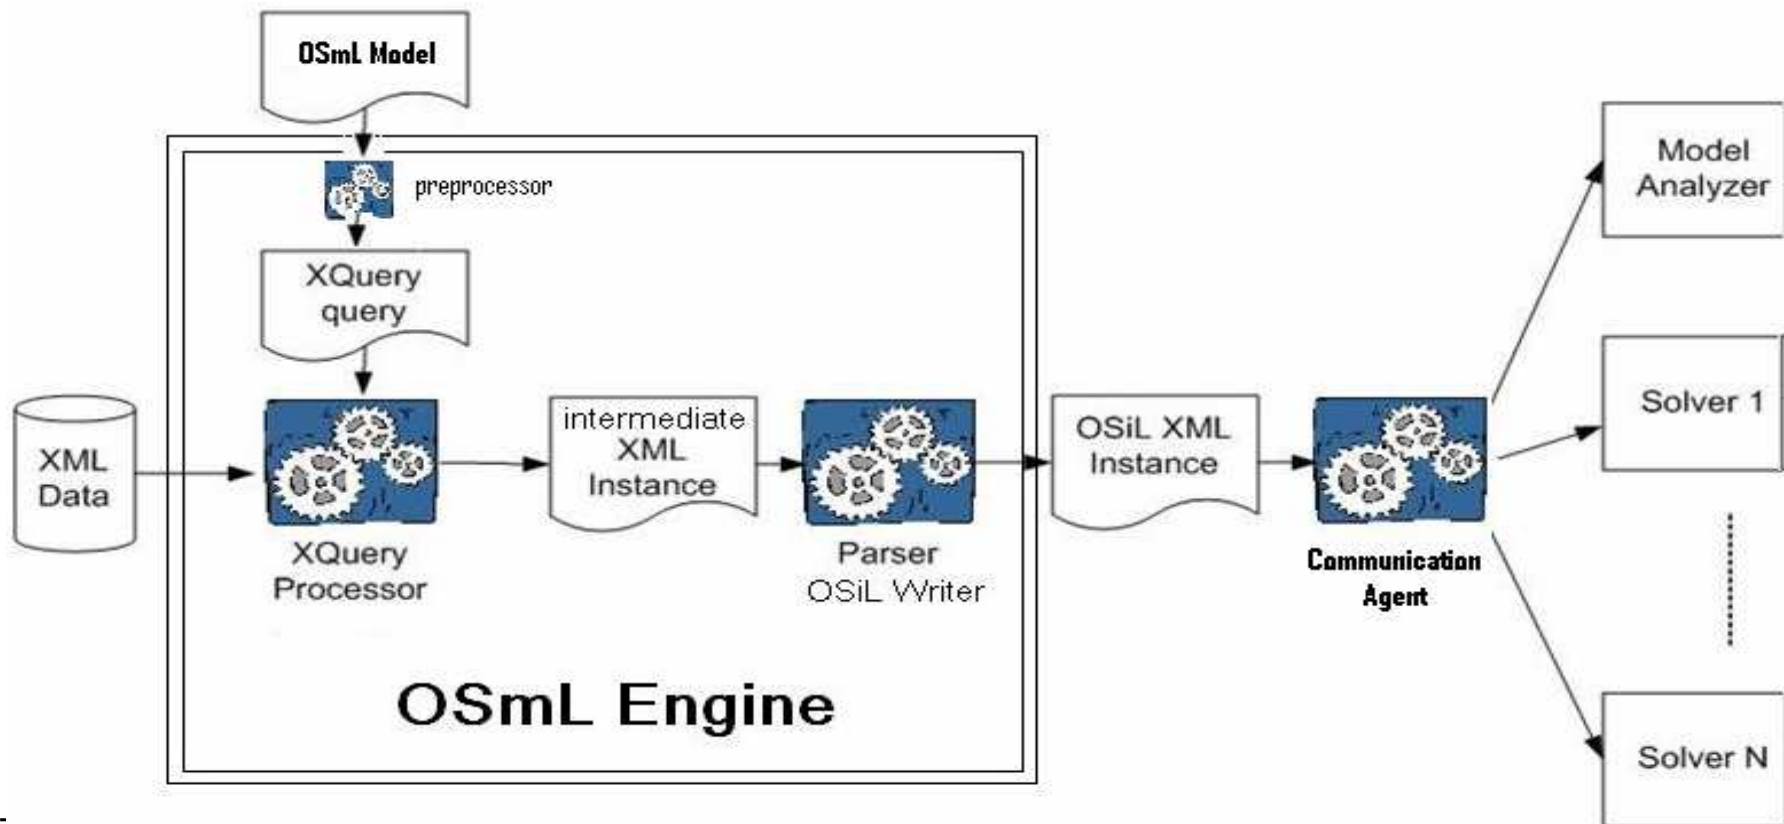 OSmL Model
preprocessor
XQuery
query
XML
Data
XQuery
Processor
intermediate
XML
Instance
Parser
OSiL Writer
OSmL Engine
OSiL XML
Instance
Communication
Agent
Model
Analyzer
Solver 1
Solver N